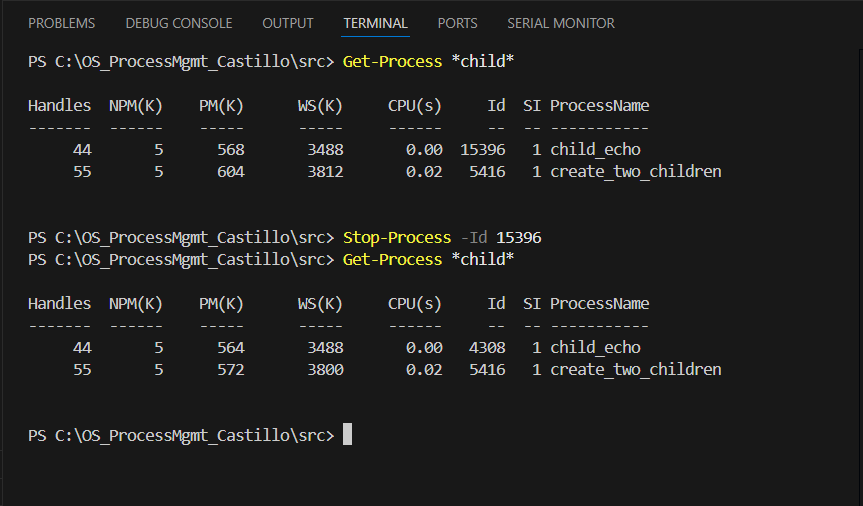 PROBLEMS DEBUG CONSOLE OUTPUT TERMINAL PORTS SERIAL MONITOR
PS C:\OS_ProcessMgmt_Castillo\src> Get-Process *child*
Handles NPM(K) PM(K) WS(K) CPU(s) Id SI ProcessName
------- ------ ----- ----- ------ -- -- -----------
44 5 568 3488 0.00 15396 1 child_echo
55 5 604 3812 0.02 5416 1 create_two_children
PS C:\OS_ProcessMgmt_Castillo\src> Stop-Process -Id 15396
PS C:\OS_ProcessMgmt_Castillo\src> Get-Process *child*
Handles NPM(K) PM(K) WS(K) CPU(s) Id SI ProcessName
------- ------ ----- ----- ------ -- -- -----------
44 5 564 3488 0.00 4308 1 child_echo
55 5 572 3800 0.02 5416 1 create_two_children
PS C:\OS_ProcessMgmt_Castillo\src>